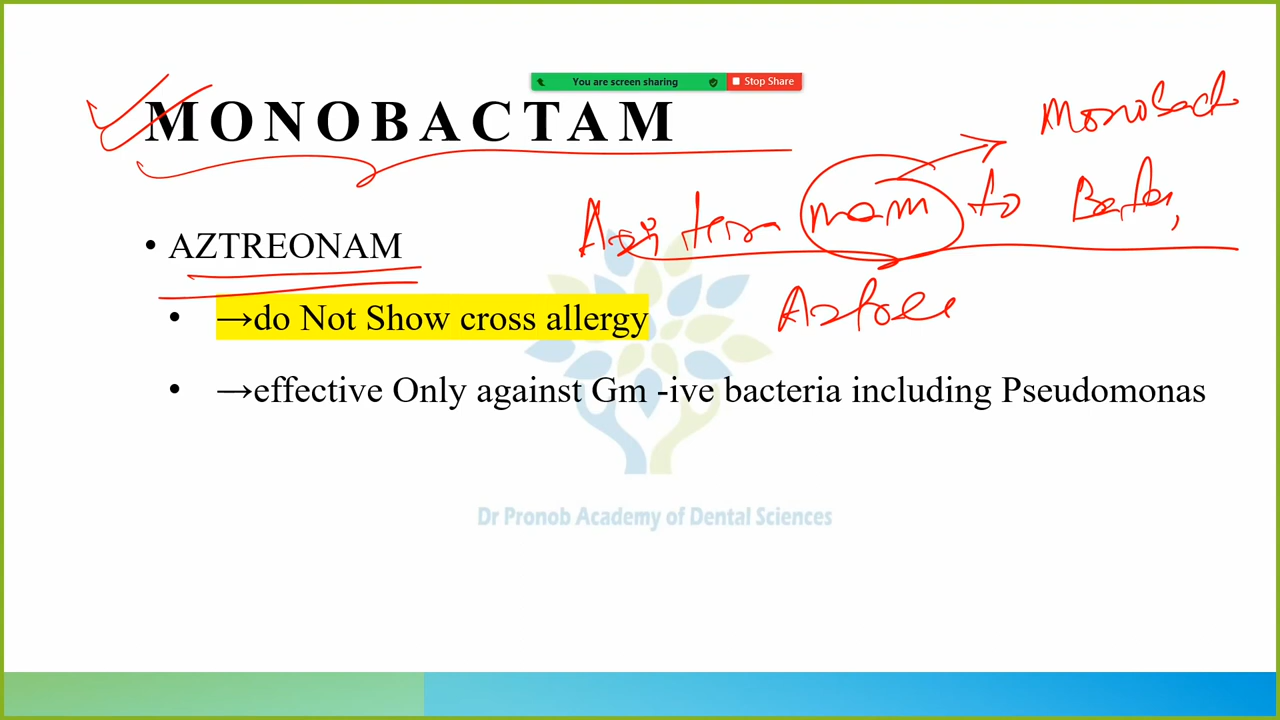 You are screen sharing Stop Share
MONOBACTAM
Monobact
mam to
• AZTREONAM
• →do Not Show cross allergy
• →effective Only against Gm -ive bacteria including Pseudomonas
Dr Pronob Academy of Dental Sciences